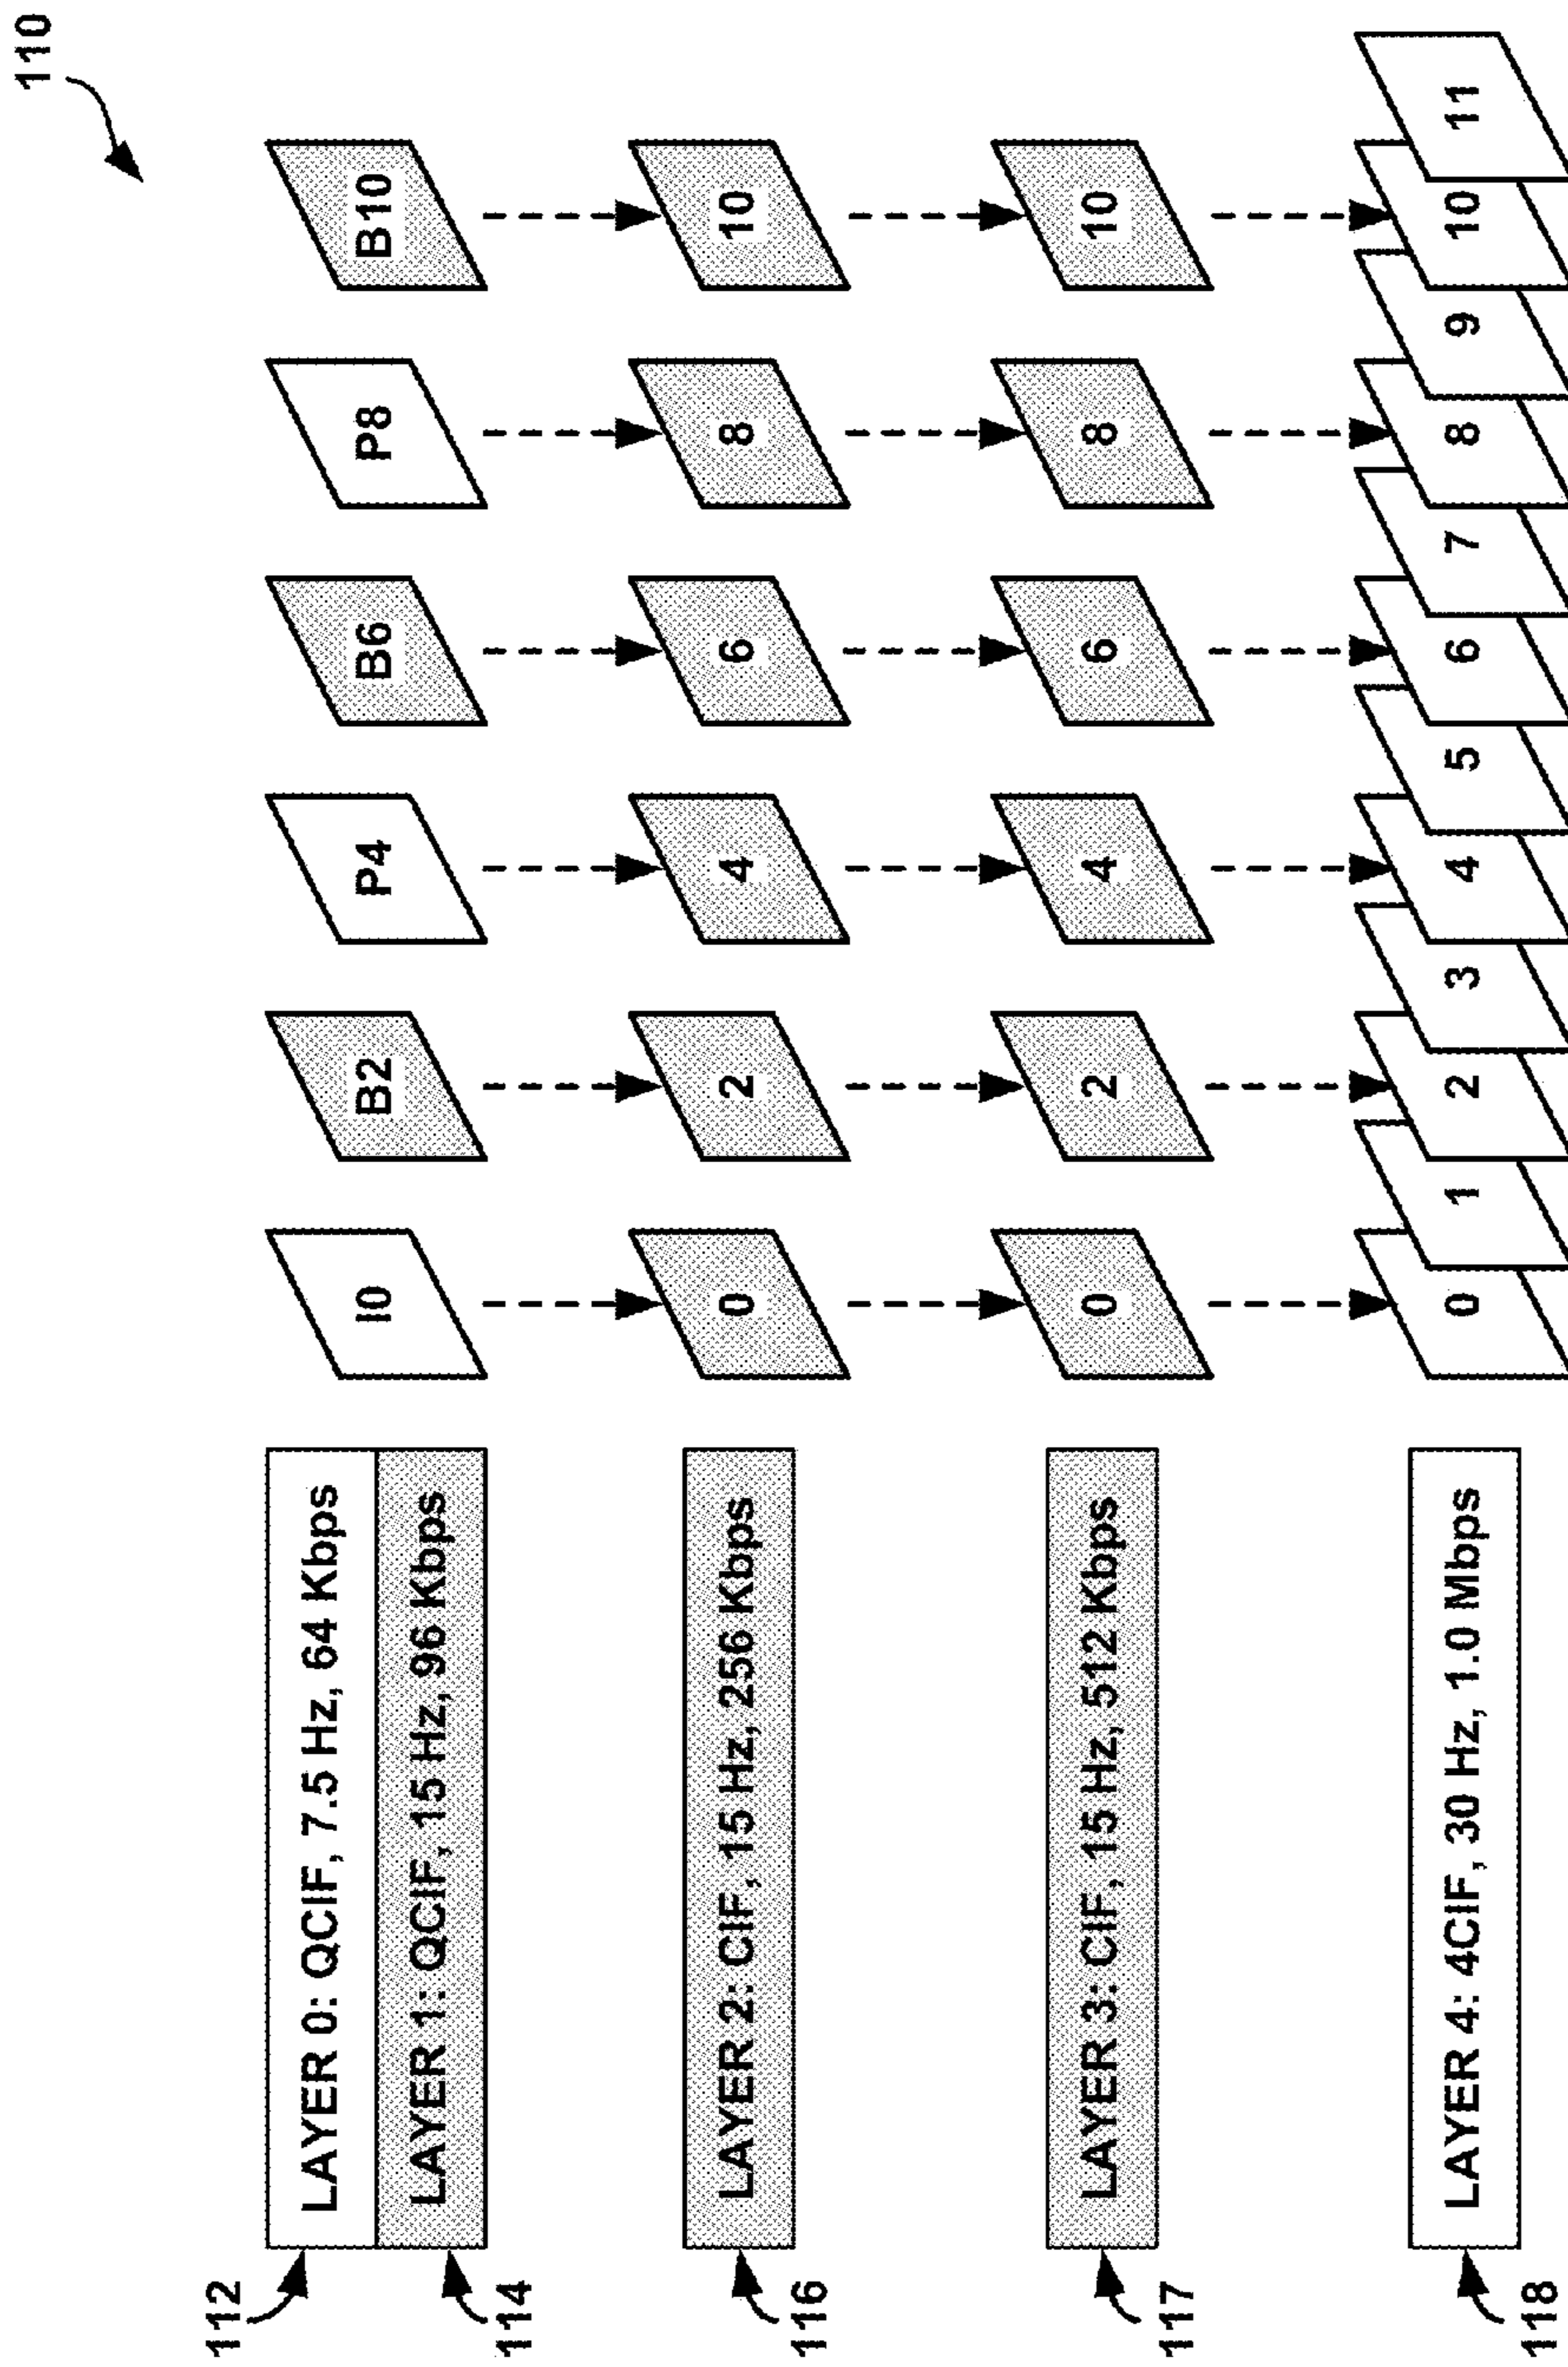 110
112
LAYER 0: QCIF, 7.5 Hz, 64 Kbps
I0
B2
P4
B6
P8
B10
114
LAYER 1: QCIF, 15 Hz, 96 Kbps
116
LAYER 2: CIF, 15 Hz, 256 Kbps
0
2
4
6
8
10
117
LAYER 3: CIF, 15 Hz, 512 Kbps
0
2
4
6
8
10
118
LAYER 4: 4CIF, 30 Hz, 1.0 Mbps
0
1
2
3
4
5
6
7
8
9
10
11